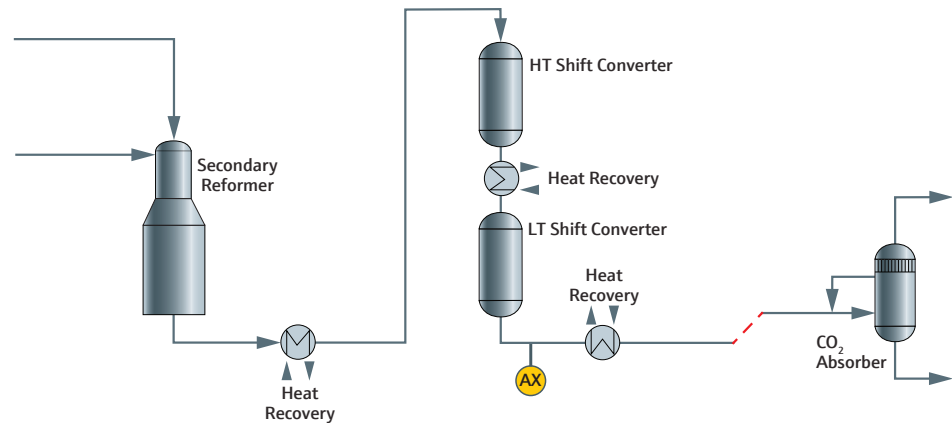 HT Shift Converter
Secondary
Reformer
Heat Recovery
LT Shift Converter
Heat
Recovery
CO₂
Absorber
AX
Heat
Recovery